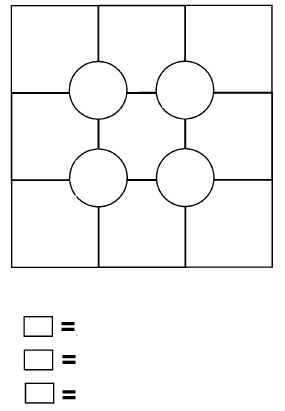 =
=
=